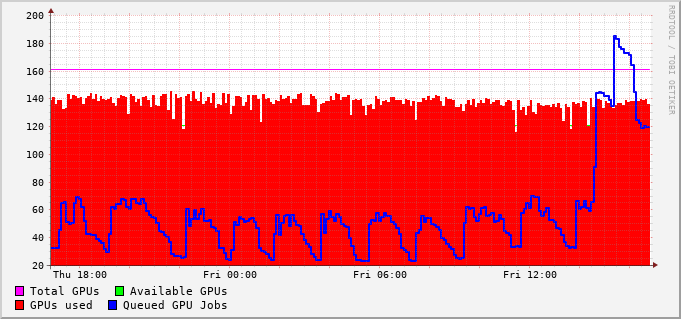 RRDTOOL / TOBI OETIKER
200
180
160
140
120
100
80
60
40
20
Thu 18:00 Fri 00:00 Fri 06:00 Fri 12:00
Total GPUs Available GPUs
GPUs used Queued GPU Jobs